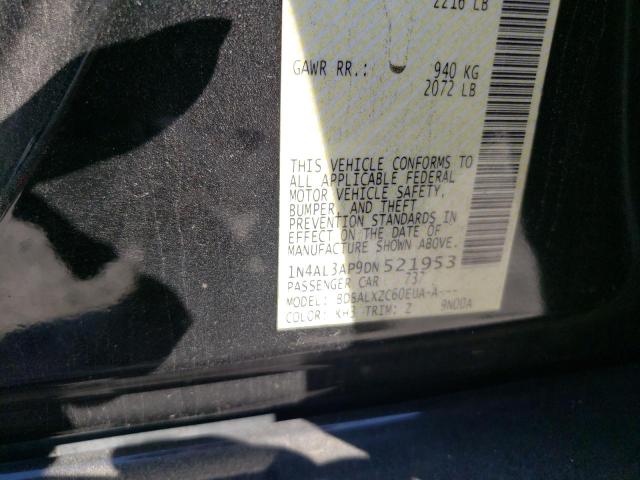 2216 LB
GAWR RR.: 940 KG
2072 LB
THIS VEHICLE CONFORMS TO
ALL APPLICABLE FEDERAL
MOTOR VEHICLE SAFETY,
BUMPER, AND THEFT
PREVENTION STANDARDS IN
EFFECT ON THE DATE OF
MANUFACTURE SHOWN ABOVE.
1N4AL3AP9DN521953
PASSENGER CAR 737
MODEL: BDBALXZC60EUA-A---
COLOR: KH3 TRIM: Z 9NODA